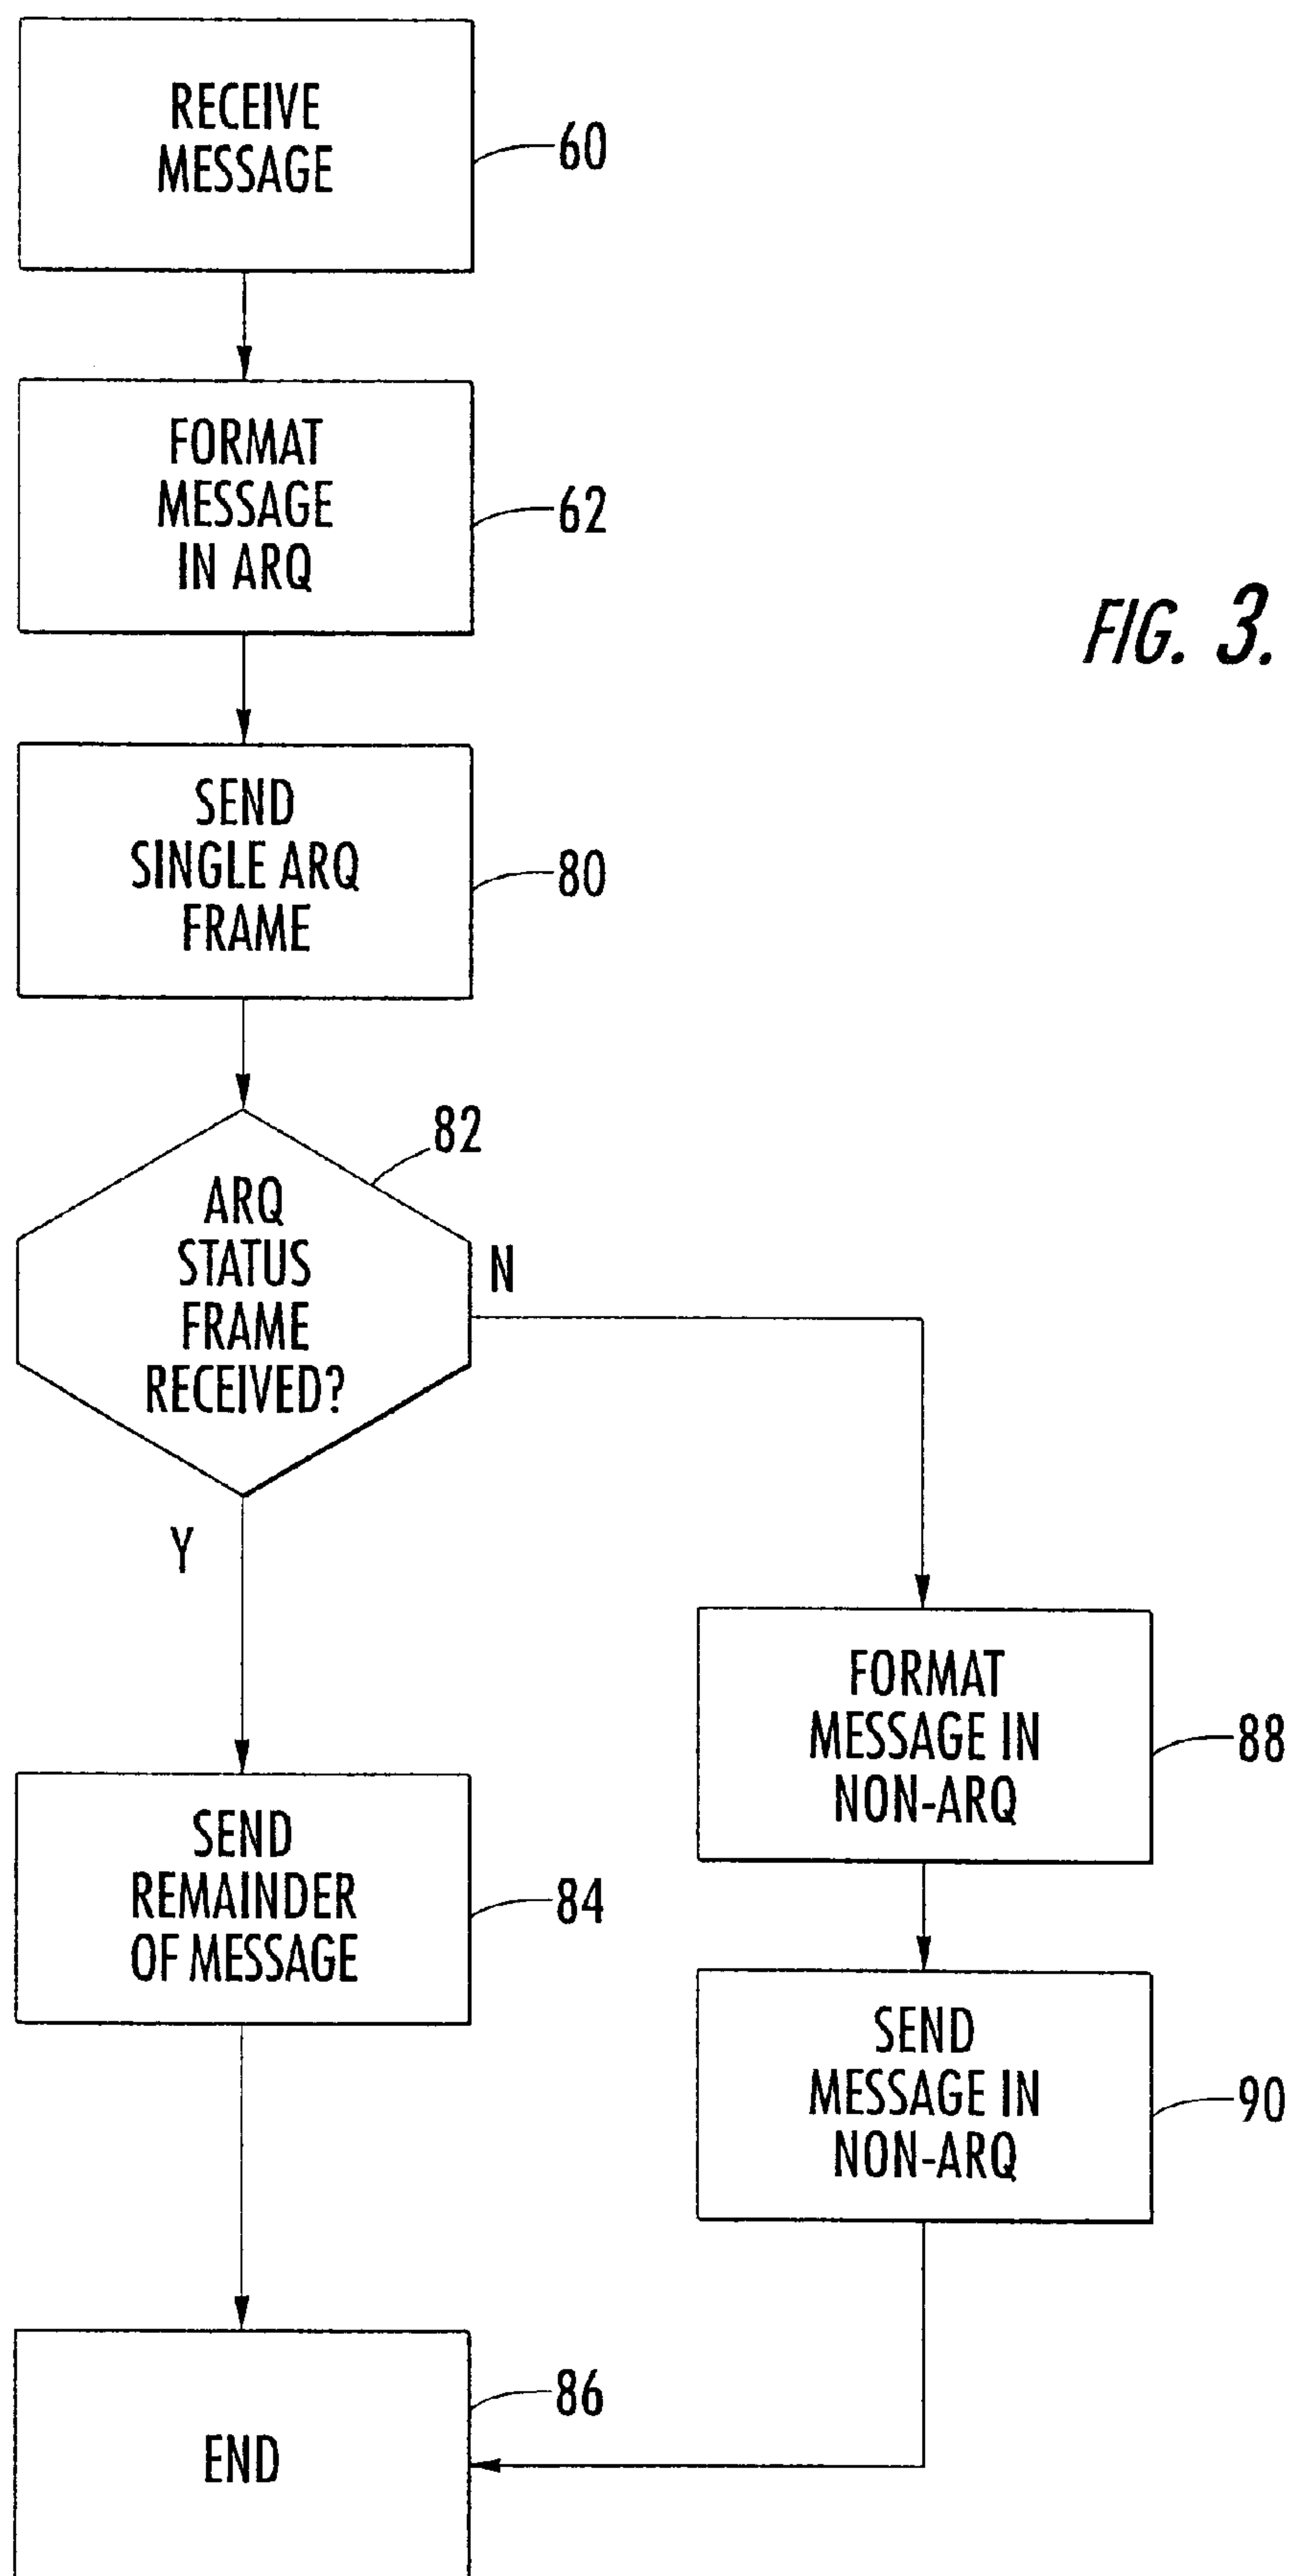 RECEIVE
MESSAGE
60
FORMAT
MESSAGE
IN ARQ
62
FIG. 3.
SEND
SINGLE ARQ
FRAME
80
82
ARQ
STATUS
FRAME
RECEIVED?
N
Y
FORMAT
MESSAGE IN
NON-ARQ
88
SEND
REMAINDER
OF MESSAGE
84
SEND
MESSAGE IN
NON-ARQ
90
END
86